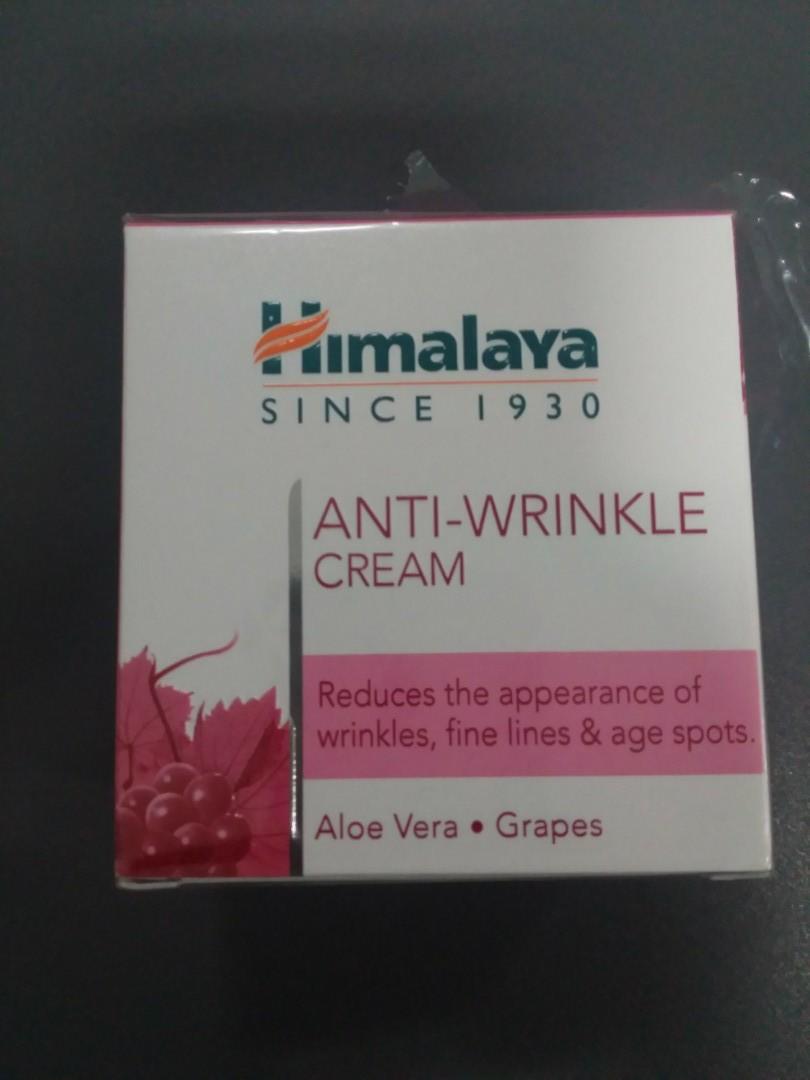 Himalaya
SINCE 1930
ANTI-WRINKLE
CREAM
Reduces the appearance of
wrinkles, fine lines & age spots.
Aloe Vera • Grapes